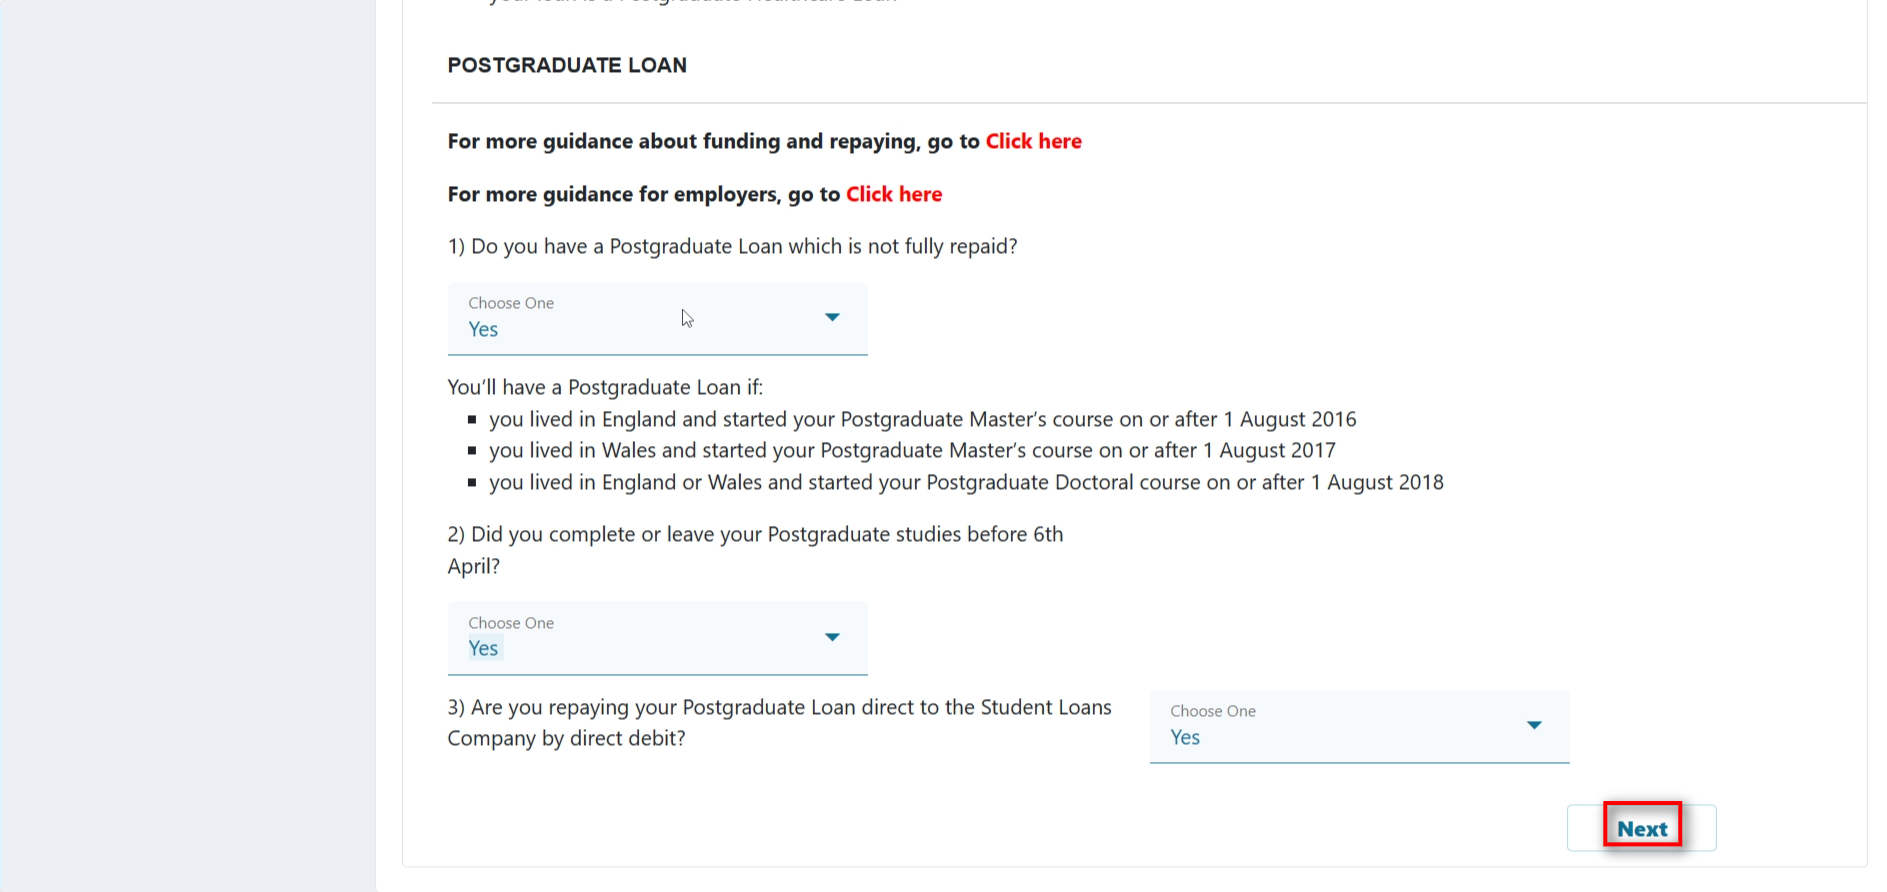 your loan is a Postgraduate Healthcare Loan
POSTGRADUATE LOAN
For more guidance about funding and repaying, go to Click here
For more guidance for employers, go to Click here
1) Do you have a Postgraduate Loan which is not fully repaid?
Choose One
Yes
You’ll have a Postgraduate Loan if:
▪ you lived in England and started your Postgraduate Master’s course on or after 1 August 2016
▪ you lived in Wales and started your Postgraduate Master’s course on or after 1 August 2017
▪ you lived in England or Wales and started your Postgraduate Doctoral course on or after 1 August 2018
2) Did you complete or leave your Postgraduate studies before 6th
April?
Choose One
Yes
3) Are you repaying your Postgraduate Loan direct to the Student Loans
Company by direct debit?
Choose One
Yes
Next